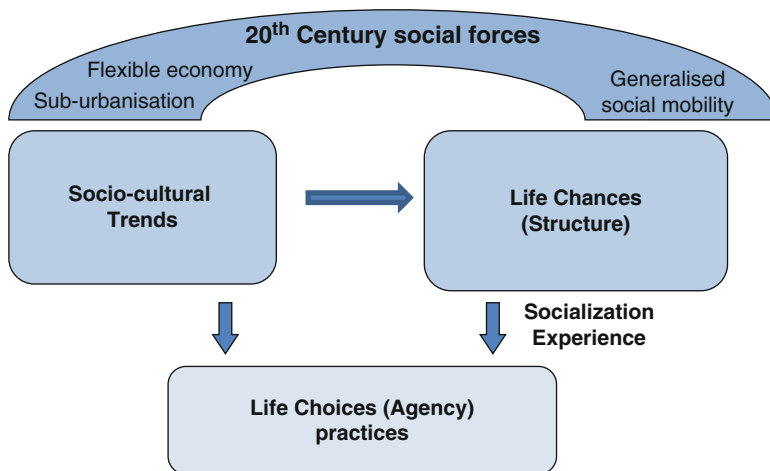 20th Century social forces
Flexible economy
Sub-urbanisation
Generalised
social mobility
Socio-cultural
Trends
Life Chances
(Structure)
Socialization
Experience
Life Choices (Agency)
practices